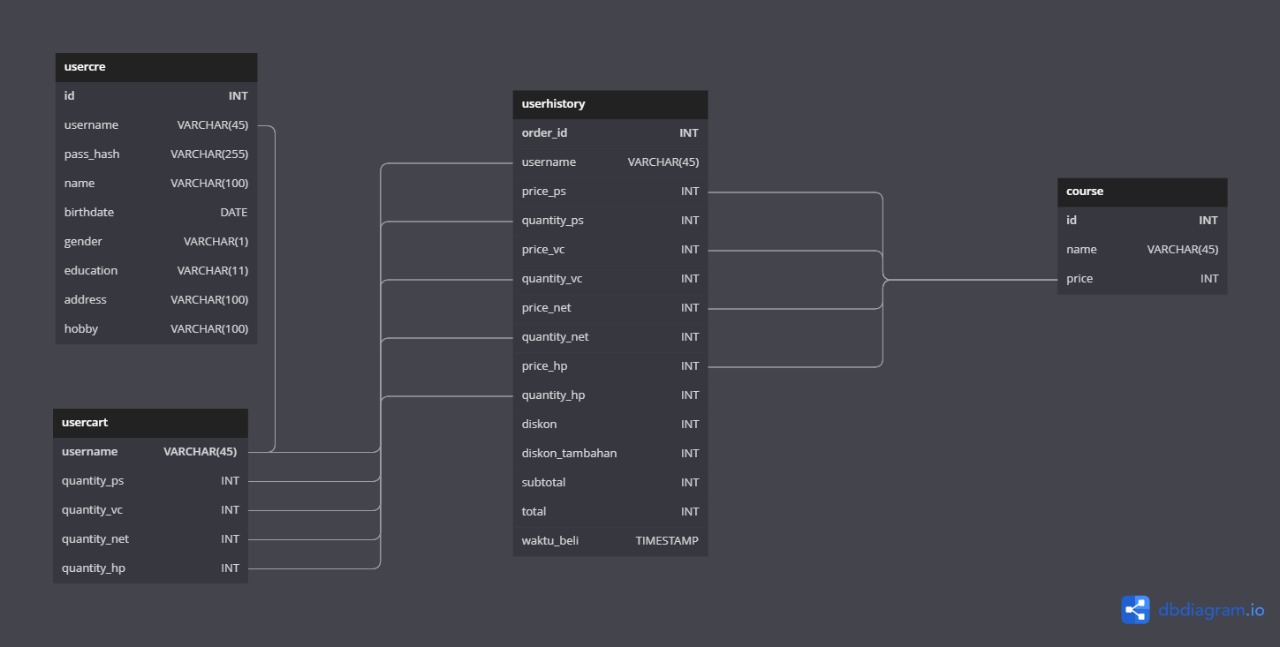 usercre
id INT
username VARCHAR(45)
pass_hash VARCHAR(255)
name VARCHAR(100)
birthdate DATE
gender VARCHAR(1)
education VARCHAR(11)
address VARCHAR(100)
hobby VARCHAR(100)
usercart
username VARCHAR(45)
quantity_ps INT
quantity_vc INT
quantity_net INT
quantity_hp INT
userhistory
order_id INT
username VARCHAR(45)
price_ps INT
quantity_ps INT
price_vc INT
quantity_vc INT
price_net INT
quantity_net INT
price_hp INT
quantity_hp INT
diskon INT
diskon_tambahan INT
subtotal INT
total INT
waktu_beli TIMESTAMP
course
id INT
name VARCHAR(45)
price INT
dbdiagram.io